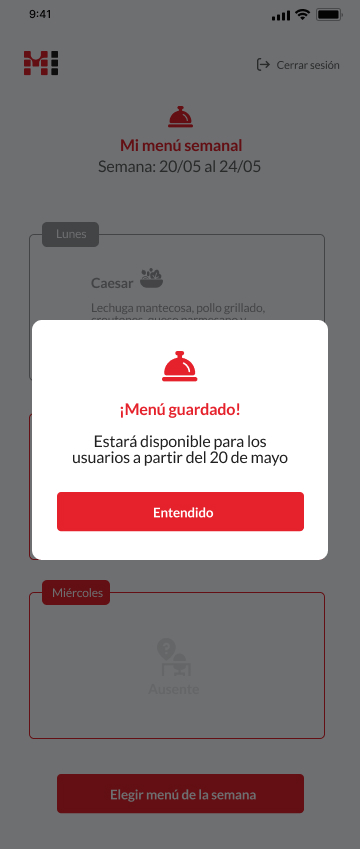 9:41
Cerrar sesión
Mi menú semanal
Semana: 20/05 al 24/05
Lunes
Caesar
Lechuga mantecosa, pollo grillado,
¡Menú guardado!
Estará disponible para los
usuarios a partir del 20 de mayo
Entendido
Miércoles
Ausente
Elegir menú de la semana